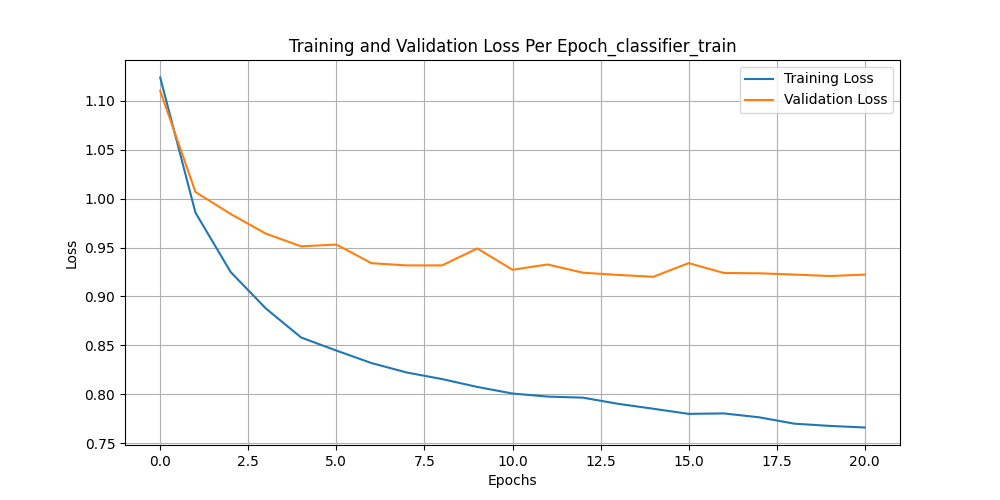 Training and Validation Loss Per Epoch_classifier_train
Training Loss
Validation Loss
Loss
1.10
1.05
1.00
0.95
0.90
0.85
0.80
0.75
0.0 2.5 5.0 7.5 10.0 12.5 15.0 17.5 20.0
Epochs